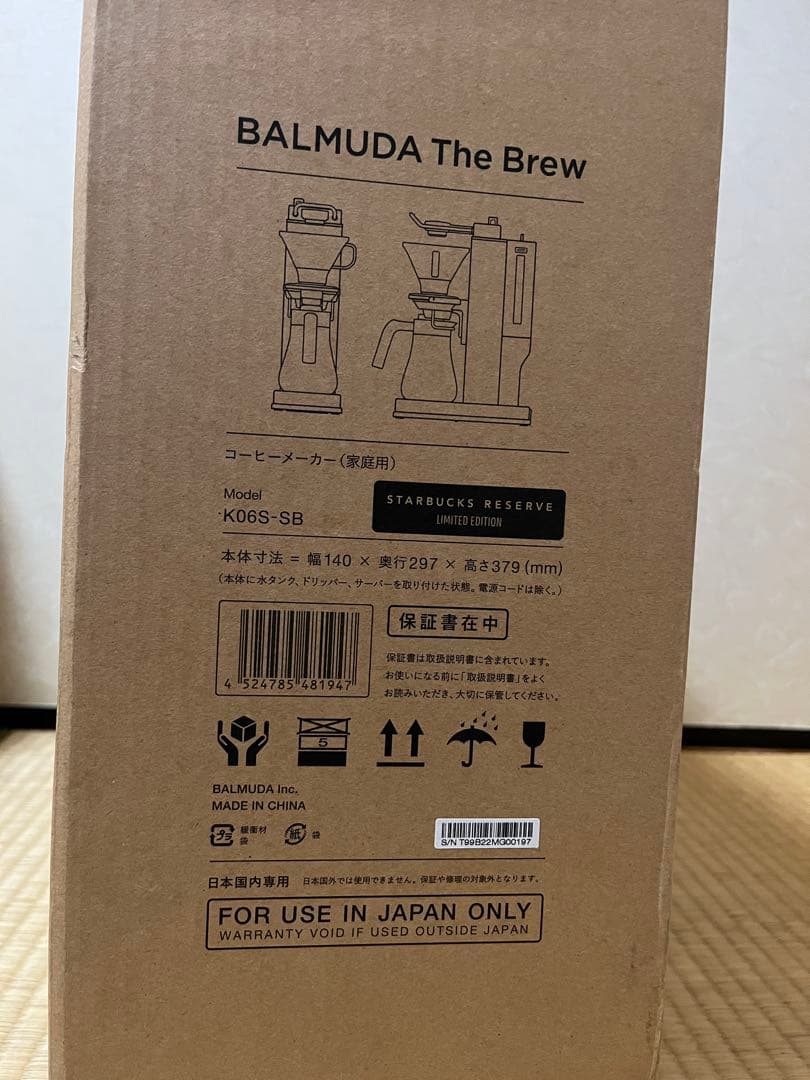 BALMUDA The Brew
コーヒーメーカー(家庭用)
Model
K06S-SB
STARBUCKS RESERVE
LIMITED EDITION
本体寸法 = 幅140 × 奥行297 × 高さ379 (mm)
(本体に水タンク、ドリッパー、サーバーを取り付けた状態。電源コードは除く。)
保証書在中
保証書は取扱説明書に含まれています。
お使いになる前に「取扱説明書」をよく
お読みいただき、大切に保管してください。
4 524785 481947
5
BALMUDA Inc.
MADE IN CHINA
プラ
緩衝材
袋
紙
袋
S/N T99B22MG00197
日本国内専用 日本国外では使用できません。保証や修理の対象外となります。
FOR USE IN JAPAN ONLY
WARRANTY VOID IF USED OUTSIDE JAPAN